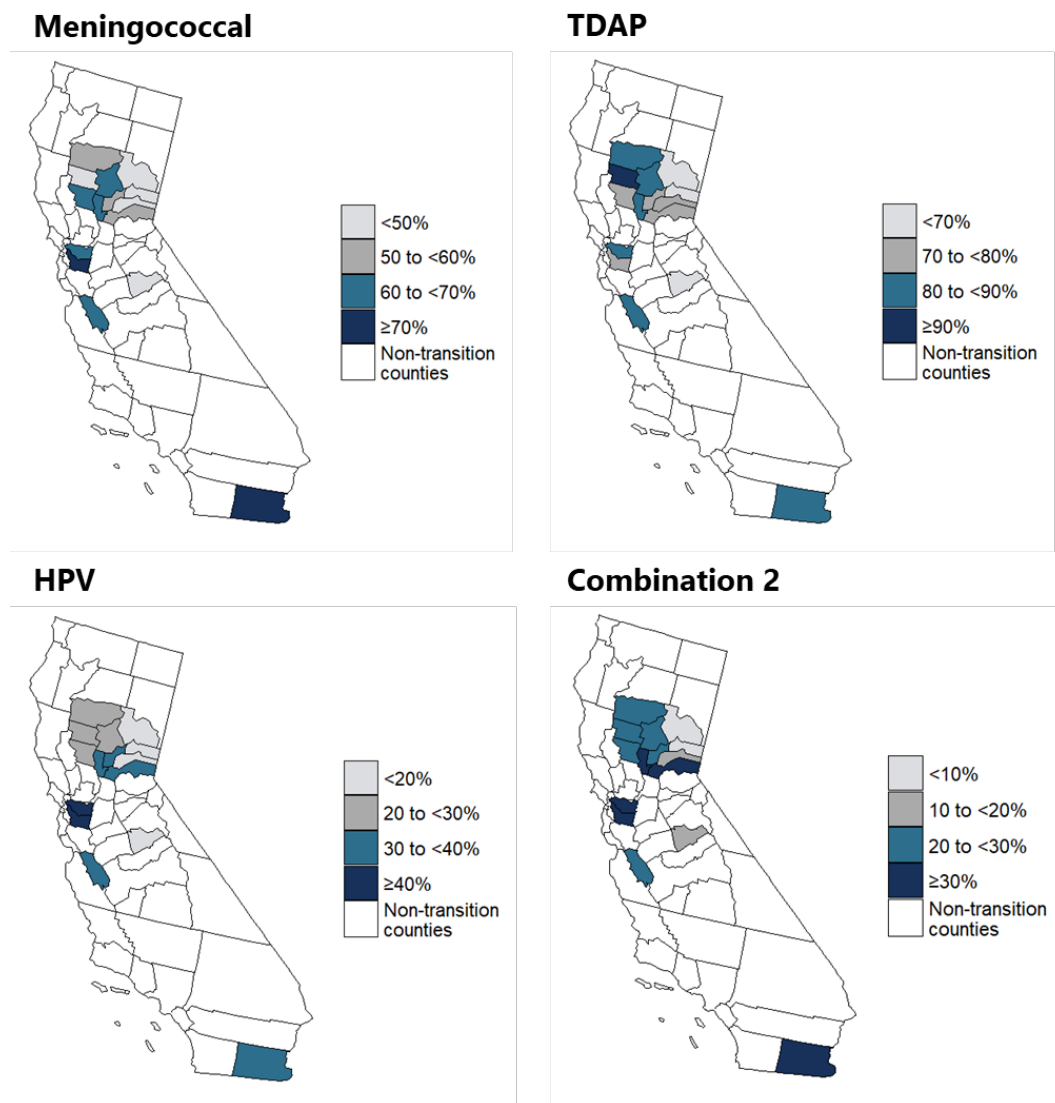 Meningococcal
<50%
50 to <60%
60 to <70%
≥70%
Non-transition
counties
TDAP
<70%
70 to <80%
80 to <90%
≥90%
Non-transition
counties
HPV
<20%
20 to <30%
30 to <40%
≥40%
Non-transition
counties
Combination 2
<10%
10 to <20%
20 to <30%
≥30%
Non-transition
counties